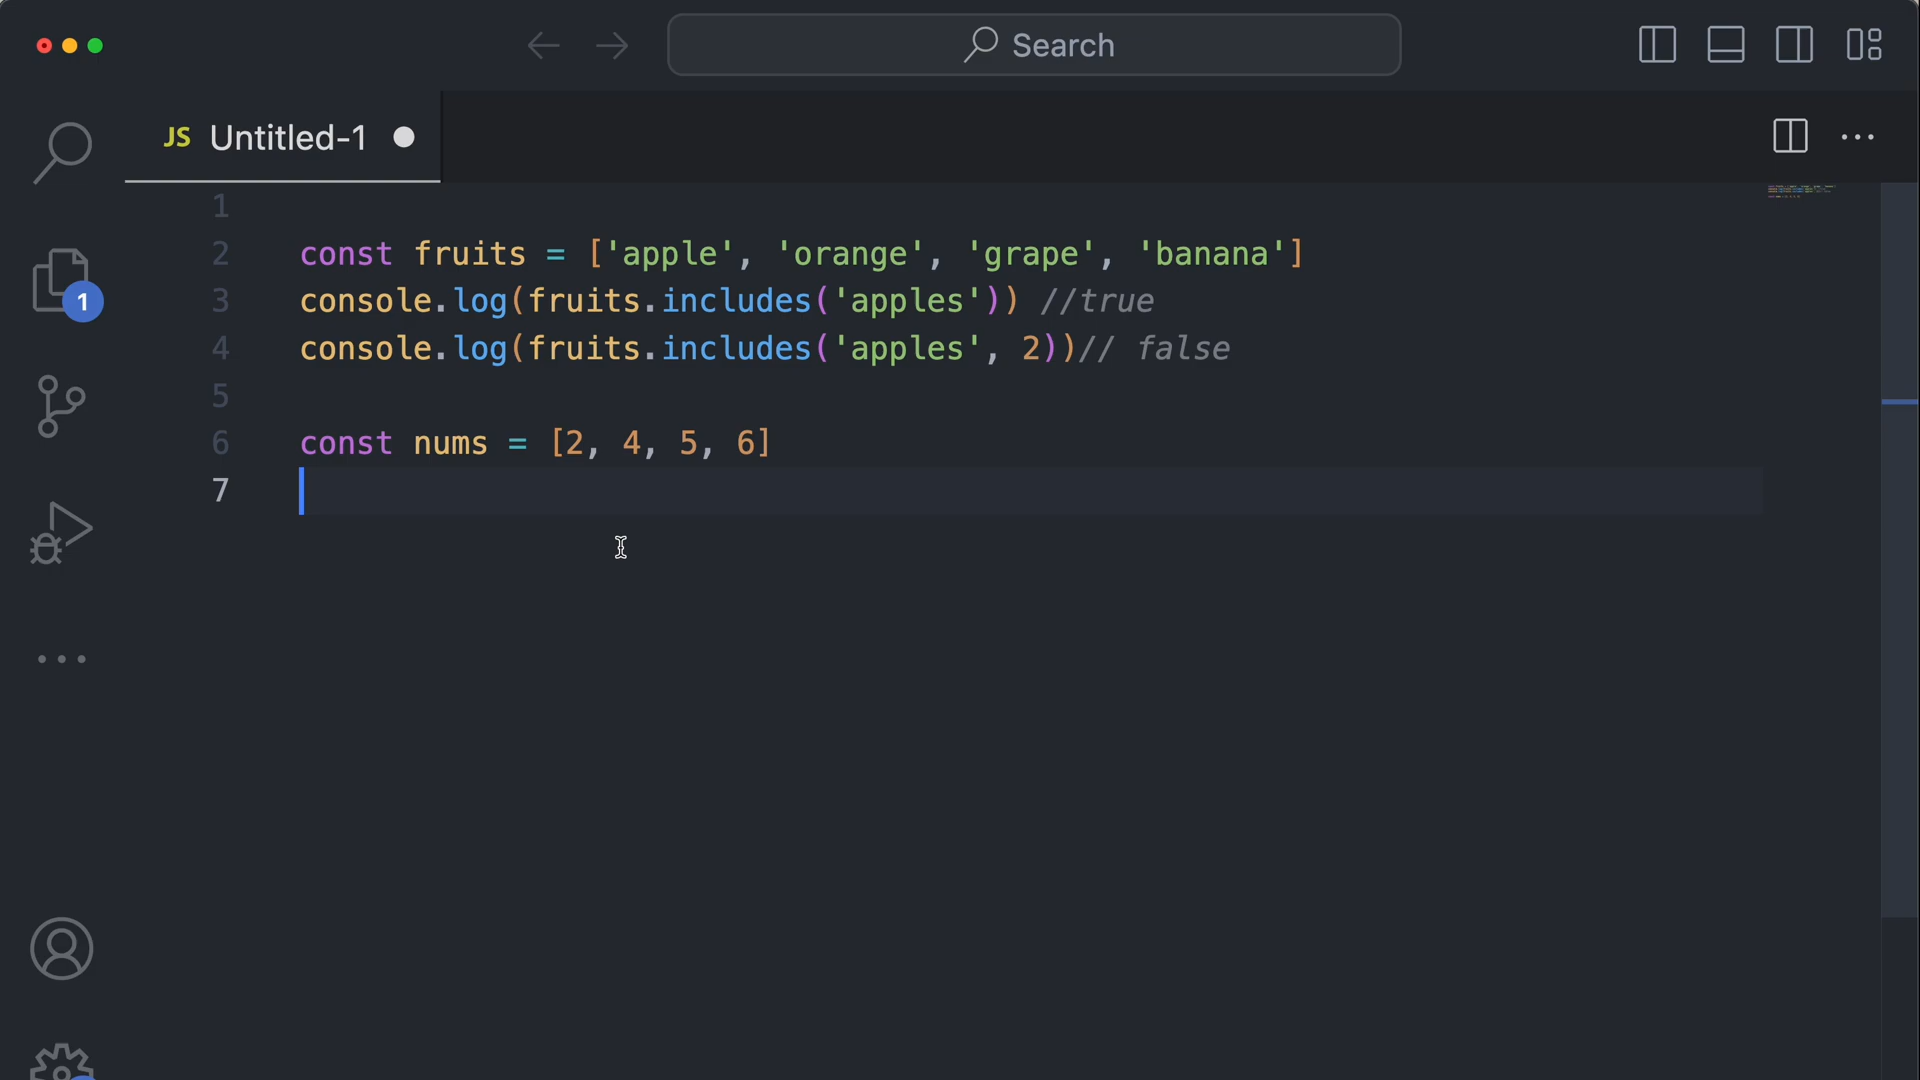 Search
JS Untitled-1
1
2 const fruits = ['apple', 'orange', 'grape', 'banana']
3 console.log(fruits.includes('apples')) //true
4 console.log(fruits.includes('apples', 2))// false
5
6 const nums = [2, 4, 5, 6]
7
1